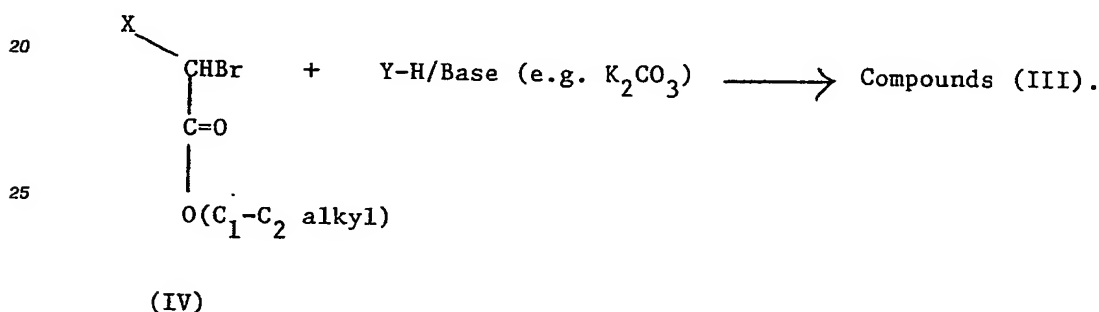 X
20
CHBr + Y-H/Base (e.g. K2CO3) ⟶ Compounds (III).
C=O
25
O(C1-C2 alkyl)
(IV)